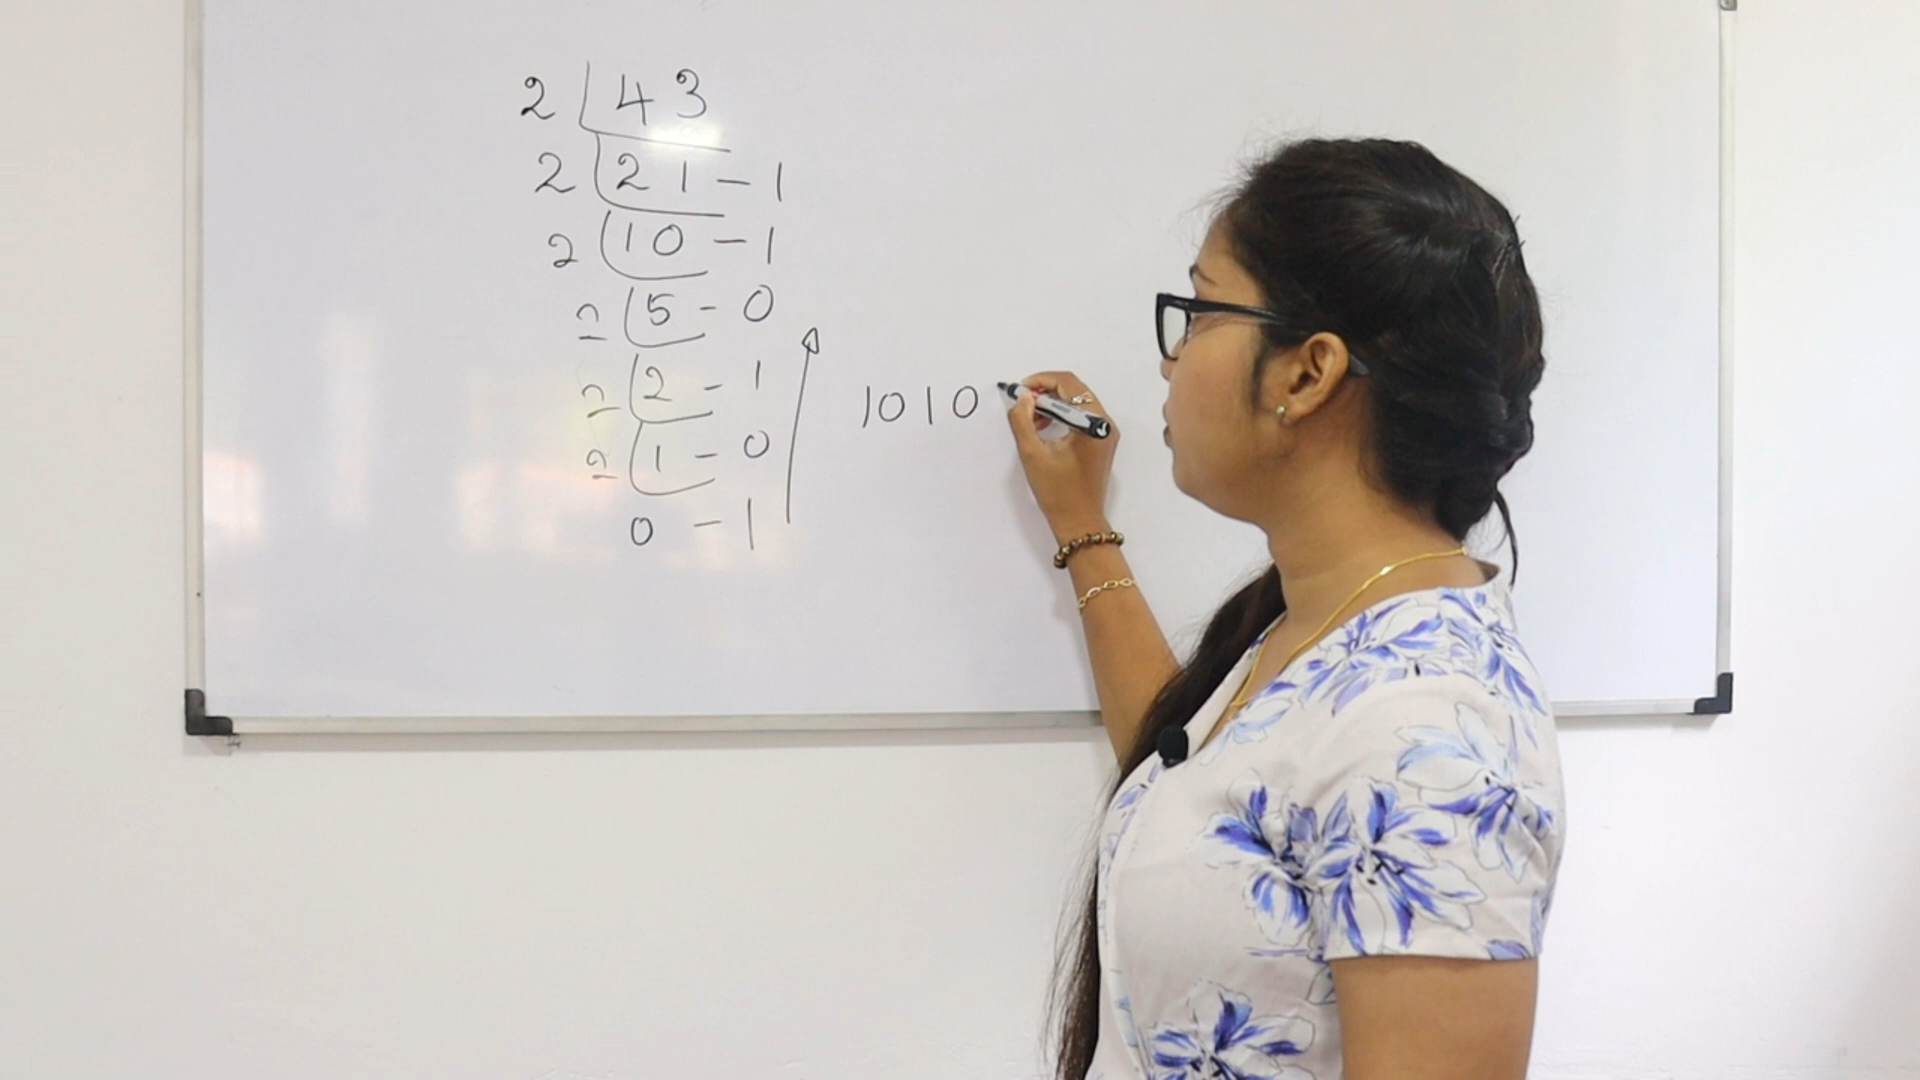 2 | 43
2 | 21 - 1
2 | 10 - 1
2 | 5 - 0
2 | 2 - 1
2 | 1 - 0
0 - 1
1010